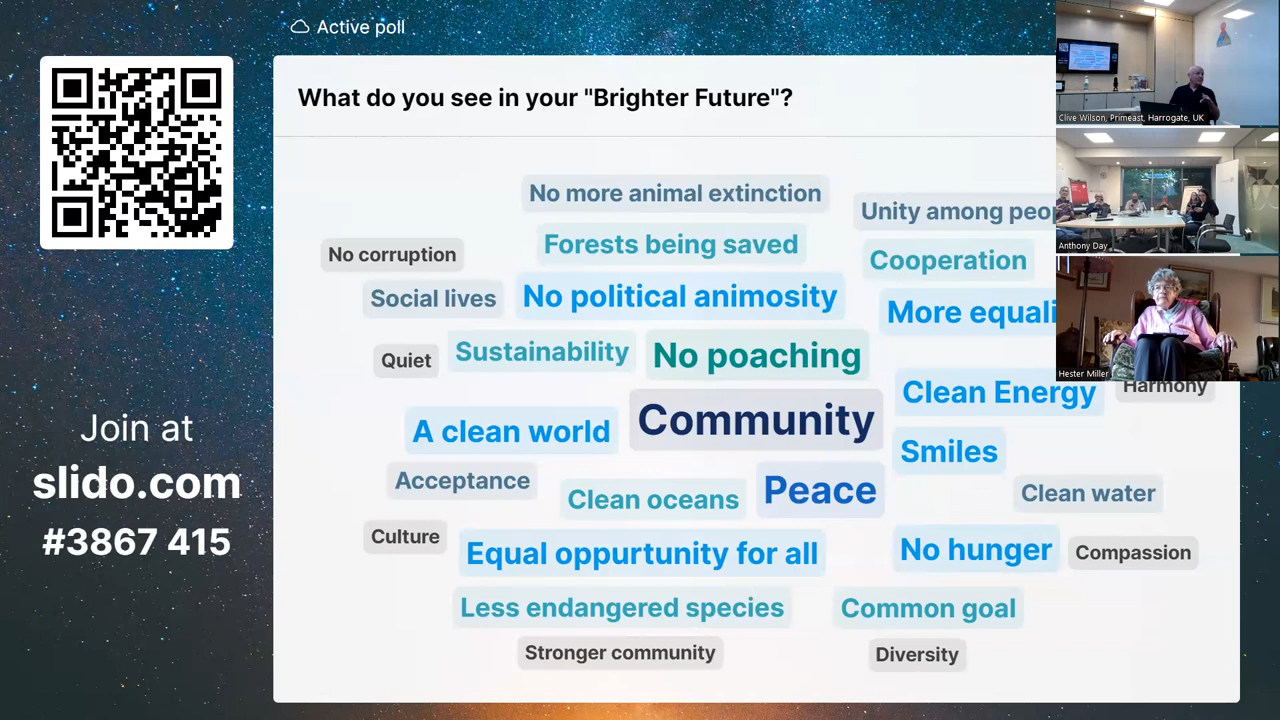 Active poll
What do you see in your "Brighter Future"?
No more animal extinction
Unity among
No corruption
Forests being saved
Cooperation
Social lives
No political animosity
More
Quiet
Sustainability
No poaching
Clean Energy
Harmony
A clean world
Community
Smiles
Acceptance
Clean oceans
Peace
Clean water
Culture
Equal oppurtunity for all
No hunger
Compassion
Less endangered species
Common goal
Stronger community
Diversity
Join at
slido.com
#3867 415
Clive Wilson, Primeast, Harrogate, UK
Anthony Day
Hester Miller